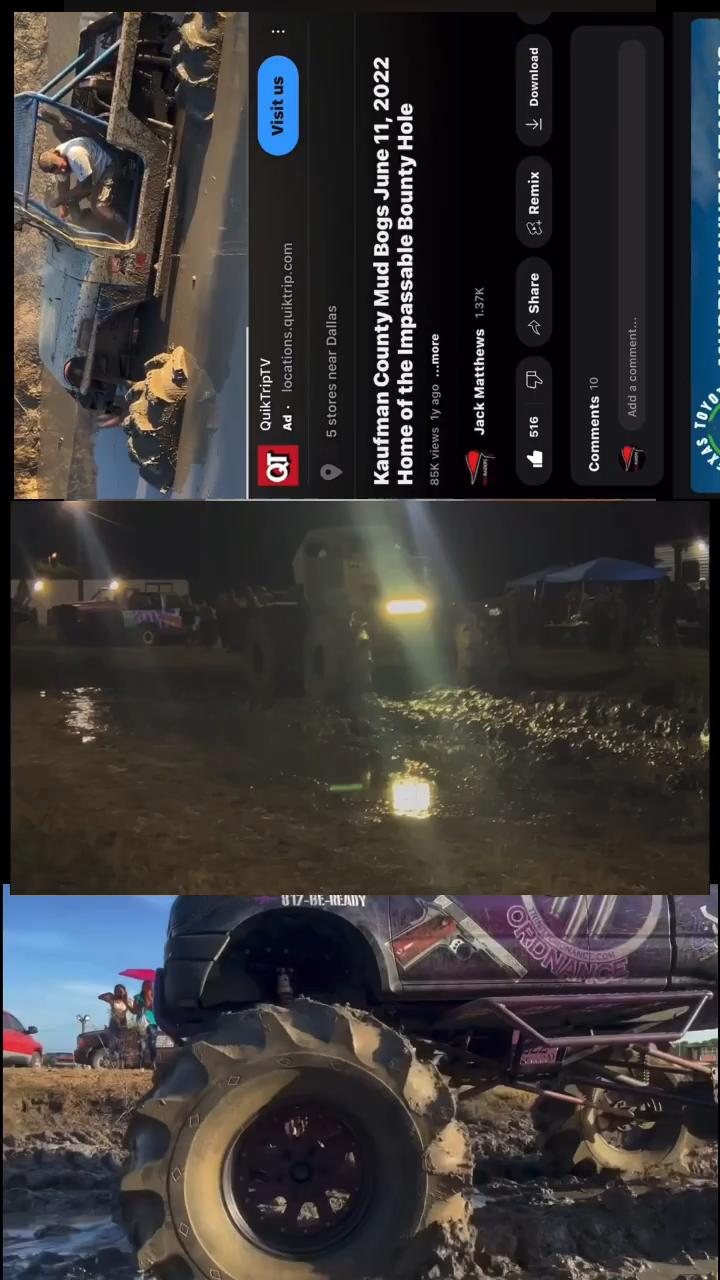 Visit us
QuikTripTV
Ad · locations.quiktrip.com
QT
5 stores near Dallas
Kaufman County Mud Bogs June 11, 2022
Home of the Impassable Bounty Hole
85K views 1y ago ...more
Jack Matthews 1.37K
516
Share
Remix
Download
Comments 10
Add a comment...
817-BE-READY
ORDNANCE